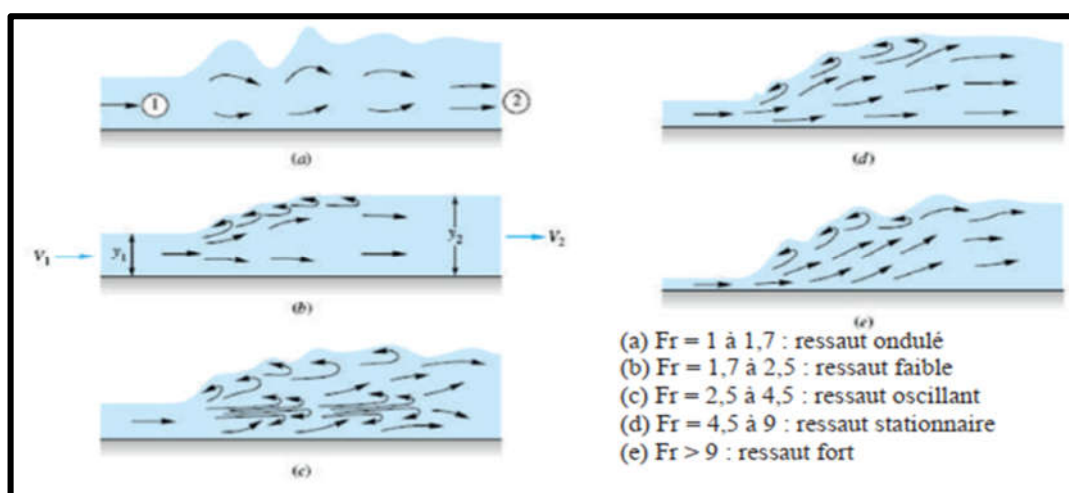 1
2
(a)
(d)
V₁
y₁
y₂
V₂
(b)
(e)
(c)
(a) Fr = 1 à 1,7 : ressaut ondulé
(b) Fr = 1,7 à 2,5 : ressaut faible
(c) Fr = 2,5 à 4,5 : ressaut oscillant
(d) Fr = 4,5 à 9 : ressaut stationnaire
(e) Fr > 9 : ressaut fort